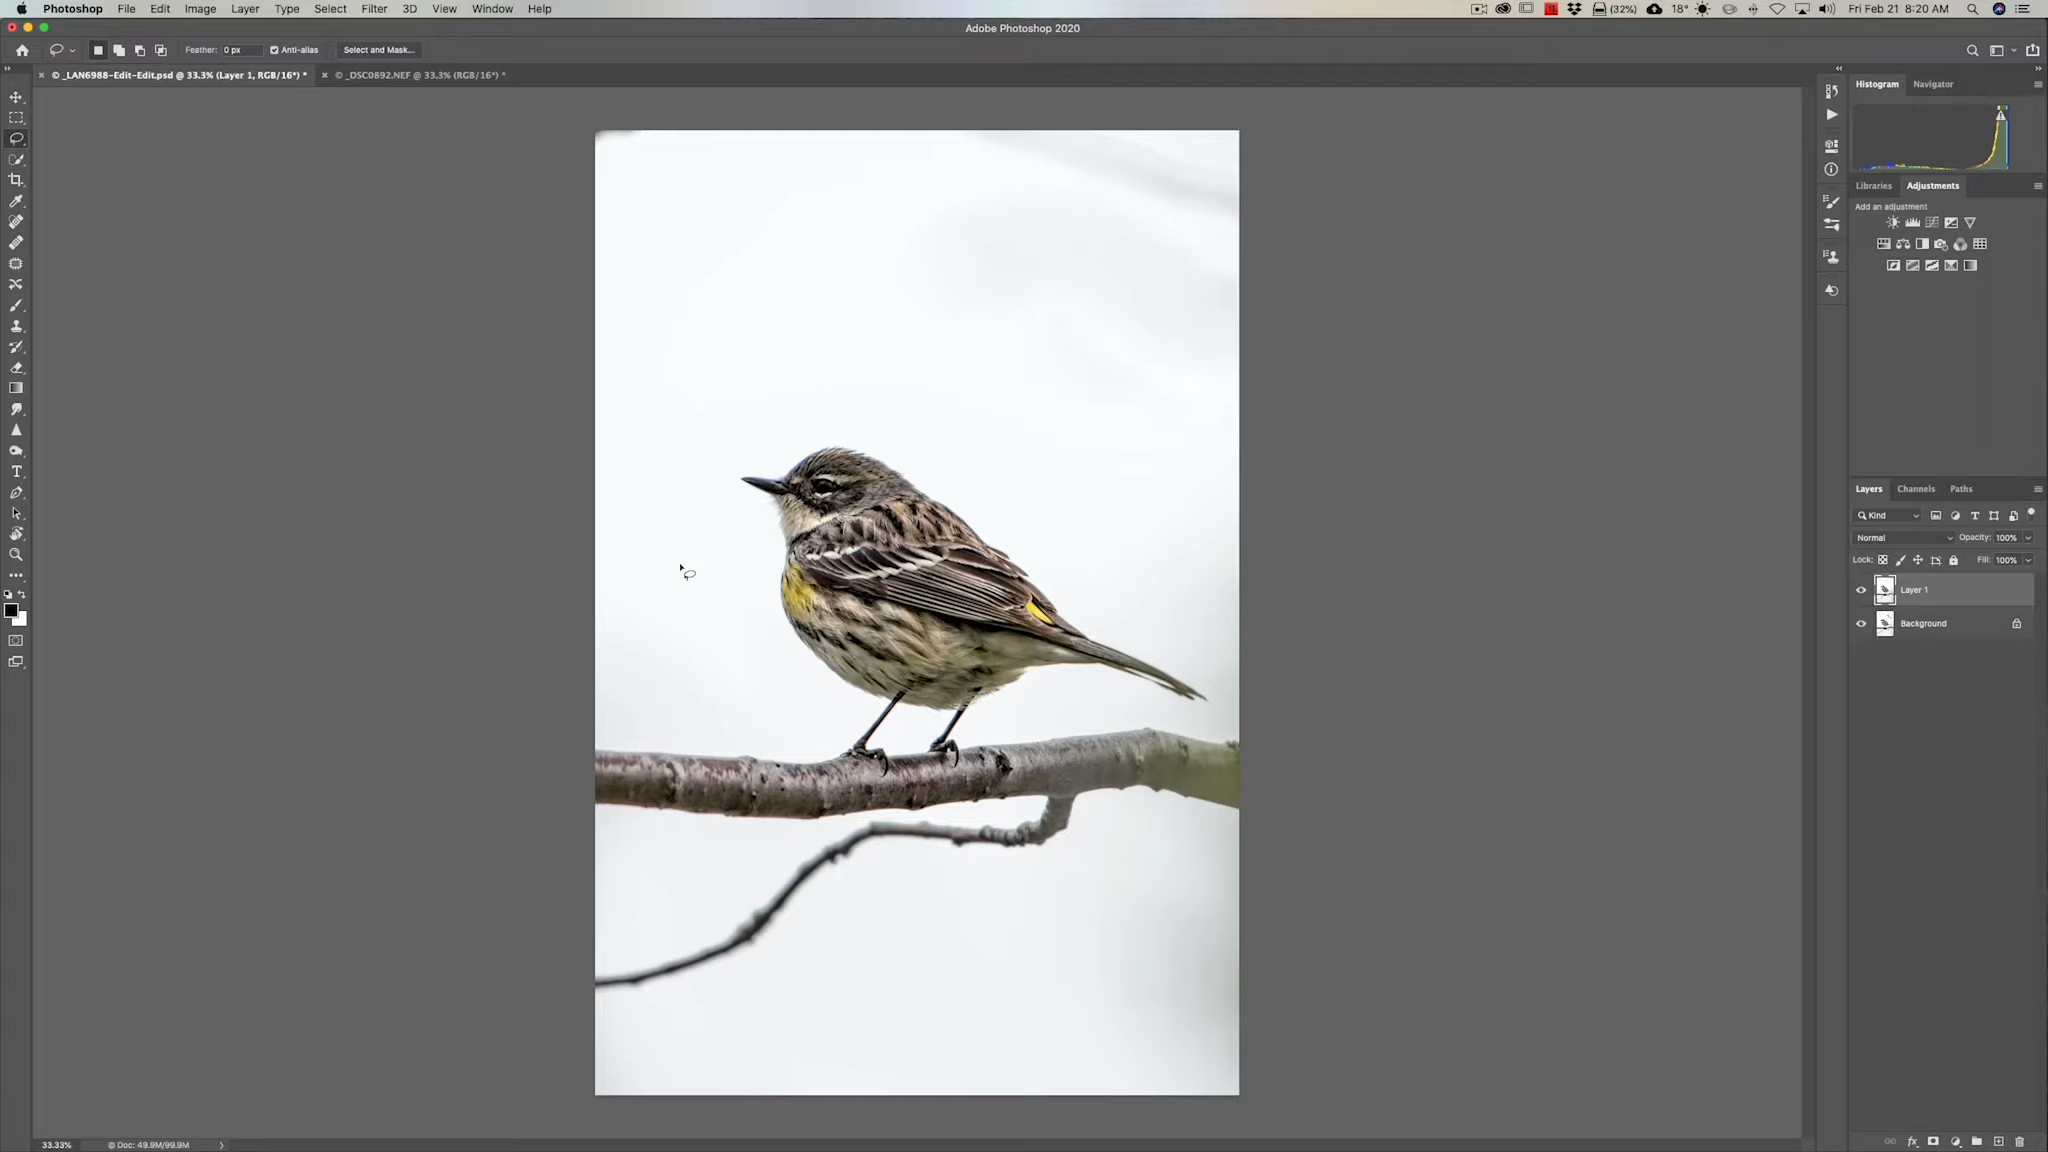 Photoshop File Edit Image Layer Type Select Filter 3D View Window Help (32%) 18° Fri Feb 21 8:20 AM
Adobe Photoshop 2020
Feather: 0 px Anti-alias Select and Mask...
© _LAN6988-Edit-Edit.psd @ 33.3% (Layer 1, RGB/16*) * © _DSC0892.NEF @ 33.3% (RGB/16*) *
Histogram Navigator
Libraries Adjustments
Add an adjustment
Layers Channels Paths
Kind
Normal Opacity: 100%
Lock: Fill: 100%
Layer 1
Background
33.33% © Doc: 49.9M/99.9M